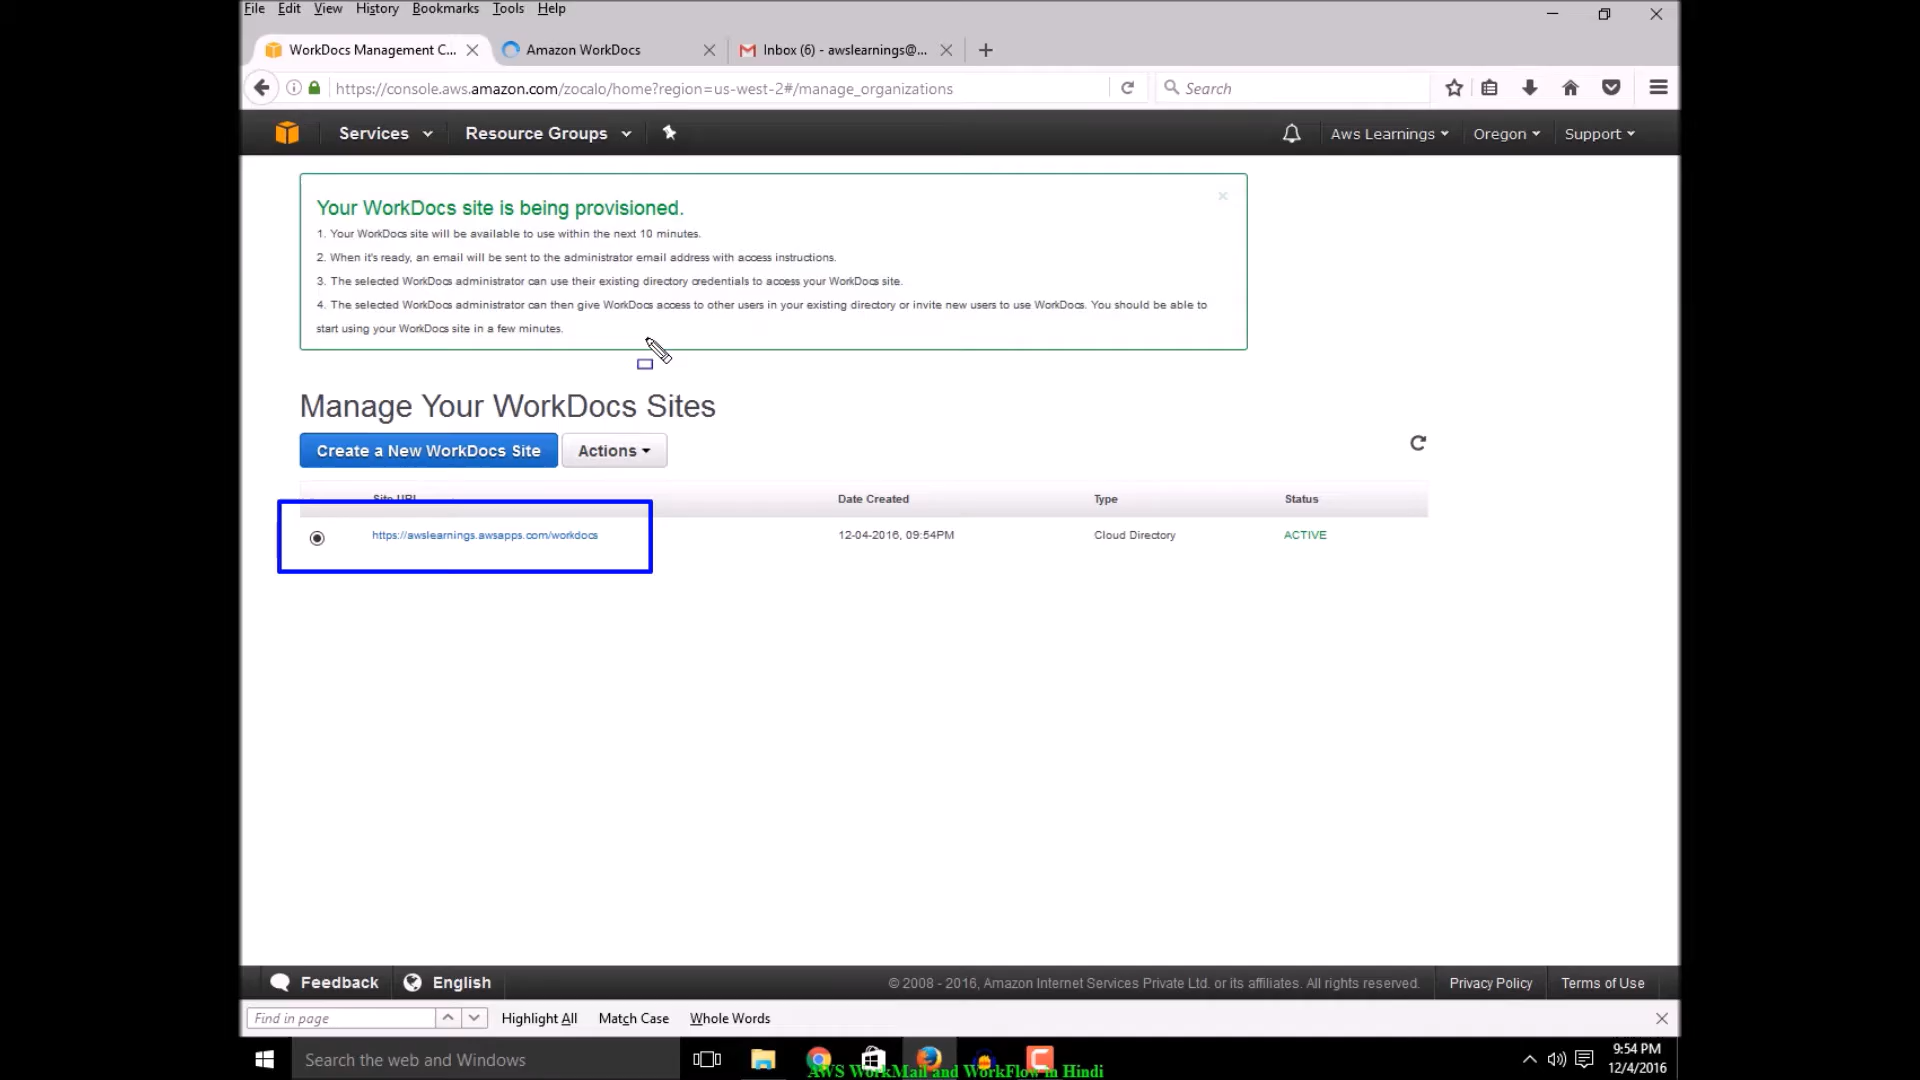 File Edit View History Bookmarks Tools Help
WorkDocs Management C... Amazon WorkDocs Inbox (6) - awslearnings@...
https://console.aws.amazon.com/zocalo/home?region=us-west-2#/manage_organizations Search
Services Resource Groups Aws Learnings Oregon Support
Your WorkDocs site is being provisioned.
1. Your WorkDocs site will be available to use within the next 10 minutes.
2. When it's ready, an email will be sent to the administrator email address with access instructions.
3. The selected WorkDocs administrator can use their existing directory credentials to access your WorkDocs site.
4. The selected WorkDocs administrator can then give WorkDocs access to other users in your existing directory or invite new users to use WorkDocs. You should be able to
start using your WorkDocs site in a few minutes.
Manage Your WorkDocs Sites
Create a New WorkDocs Site Actions
Site URL Date Created Type Status
https://awslearnings.awsapps.com/workdocs 12-04-2016, 09:54PM Cloud Directory ACTIVE
Feedback English © 2008 - 2016, Amazon Internet Services Private Ltd. or its affiliates. All rights reserved. Privacy Policy Terms of Use
Find in page Highlight All Match Case Whole Words
Search the web and Windows 9:54 PM
12/4/2016
AWS WorkMail and WorkFlow in Hindi